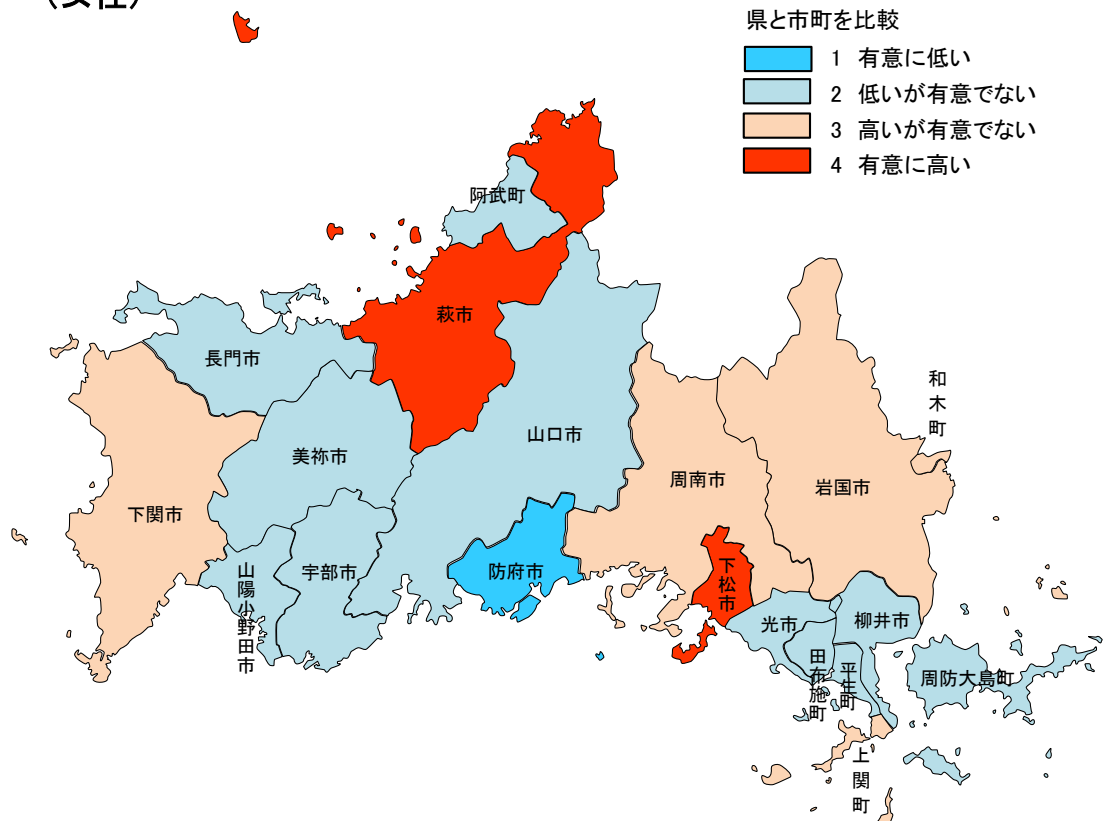 (女性)
県と市町を比較
1 有意に低い
2 低いが有意でない
3 高いが有意でない
4 有意に高い
阿武町
萩市
長門市
和木町
山口市
美祢市
周南市
岩国市
下関市
防府市
宇部市
山陽小野田市
下松市
光市
柳井市
田布施町
平生町
周防大島町
上関町